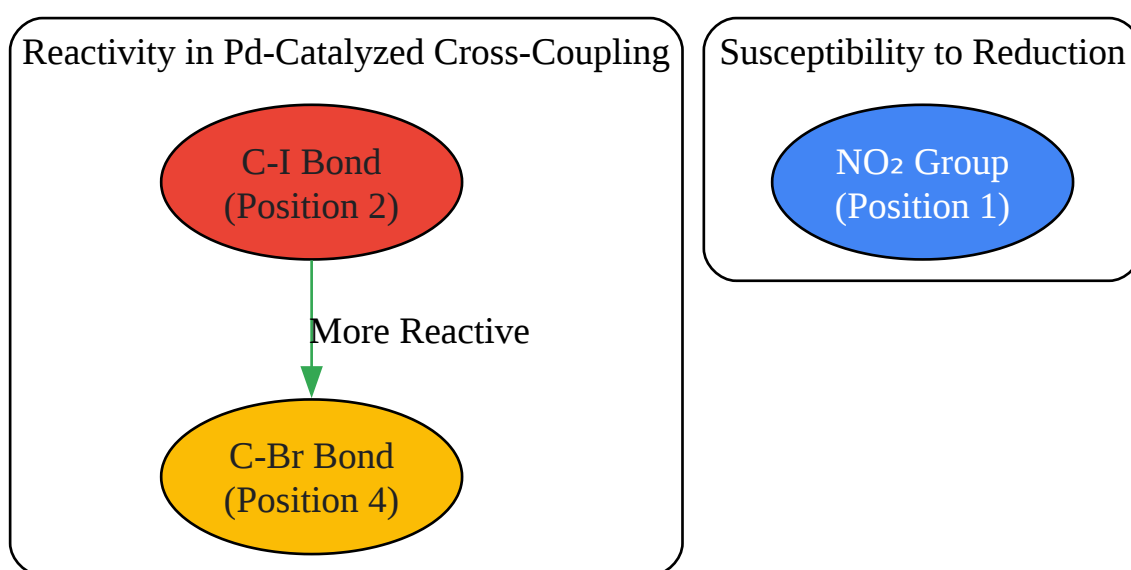 Reactivity in Pd-Catalyzed Cross-Coupling
C-I Bond
(Position 2)
More Reactive
C-Br Bond
(Position 4)
Susceptibility to Reduction
NO₂ Group
(Position 1)